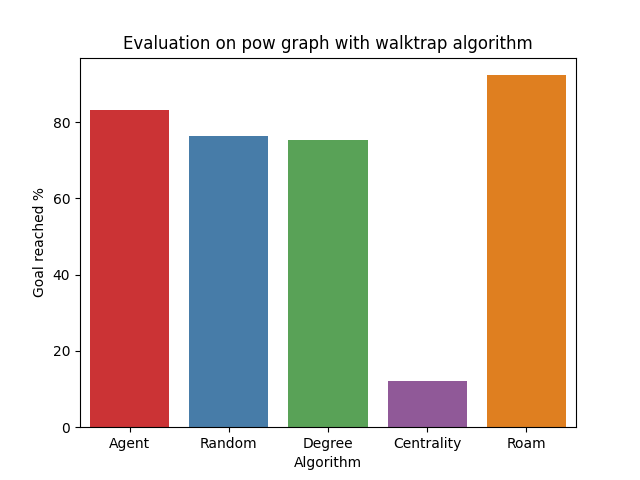 Evaluation on pow graph with walktrap algorithm
Goal reached %
80
60
40
20
0
Agent Random Degree Centrality Roam
Algorithm